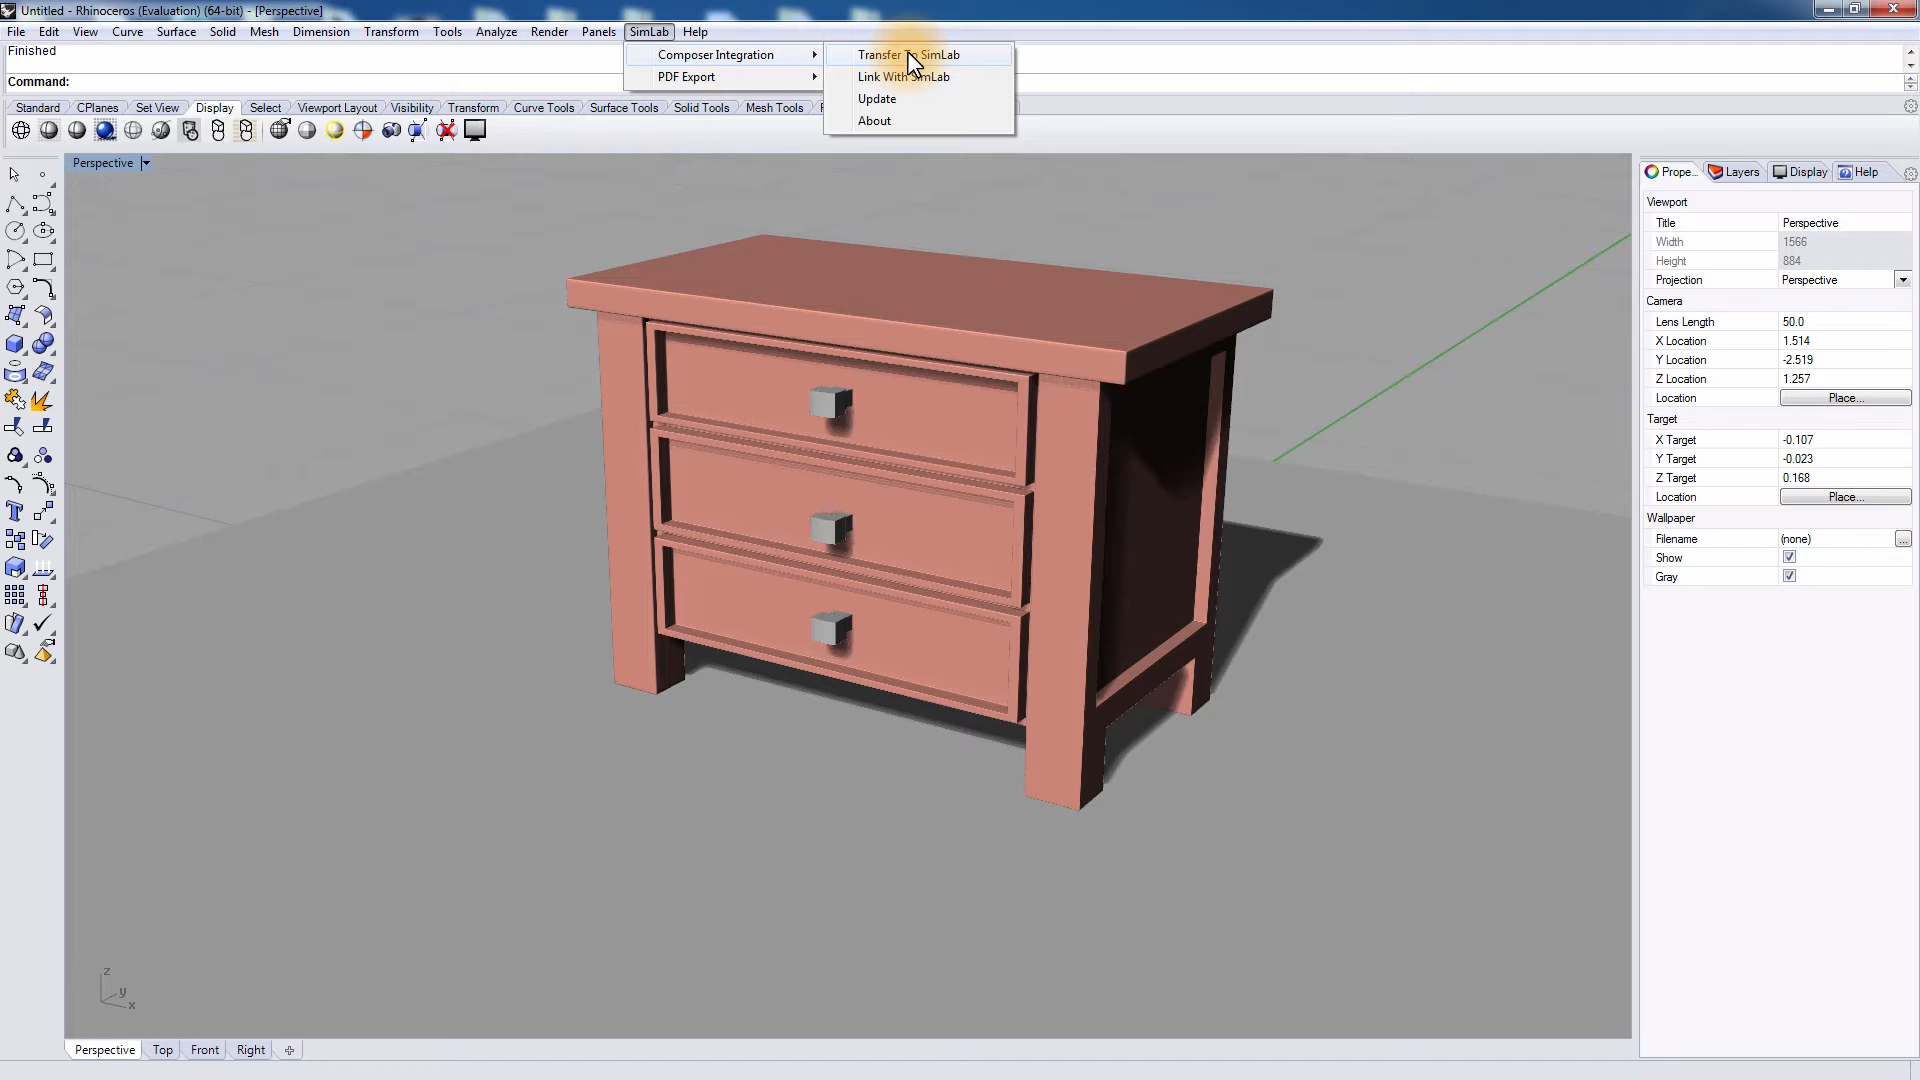 Untitled - Rhinoceros (Evaluation) (64-bit) - [Perspective]
File Edit View Curve Surface Solid Mesh Dimension Transform Tools Analyze Render Panels SimLab Help
Finished
Command:
Composer Integration
PDF Export
Transfer To SimLab
Link With SimLab
Update
About
Standard CPlanes Set View Display Select Viewport Layout Visibility Transform Curve Tools Surface Tools Solid Tools Mesh Tools
Perspective
Prope... Layers Display Help
Viewport
Title Perspective
Width 1566
Height 884
Projection Perspective
Camera
Lens Length 50.0
X Location 1.514
Y Location -2.519
Z Location 1.257
Location Place...
Target
X Target -0.107
Y Target -0.023
Z Target 0.168
Location Place...
Wallpaper
Filename (none) ...
Show
Gray
z
y
x
Perspective Top Front Right